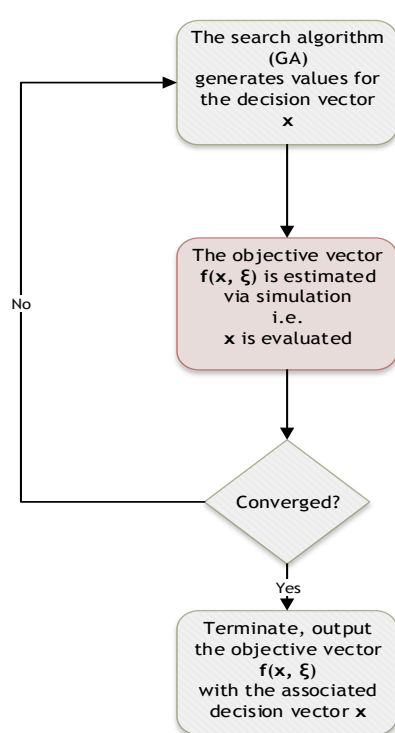 The search algorithm
(GA)
generates values for
the decision vector
x
The objective vector
f(x, ξ) is estimated
via simulation
i.e.
x is evaluated
No
Converged?
Yes
Terminate, output
the objective vector
f(x, ξ)
with the associated
decision vector x